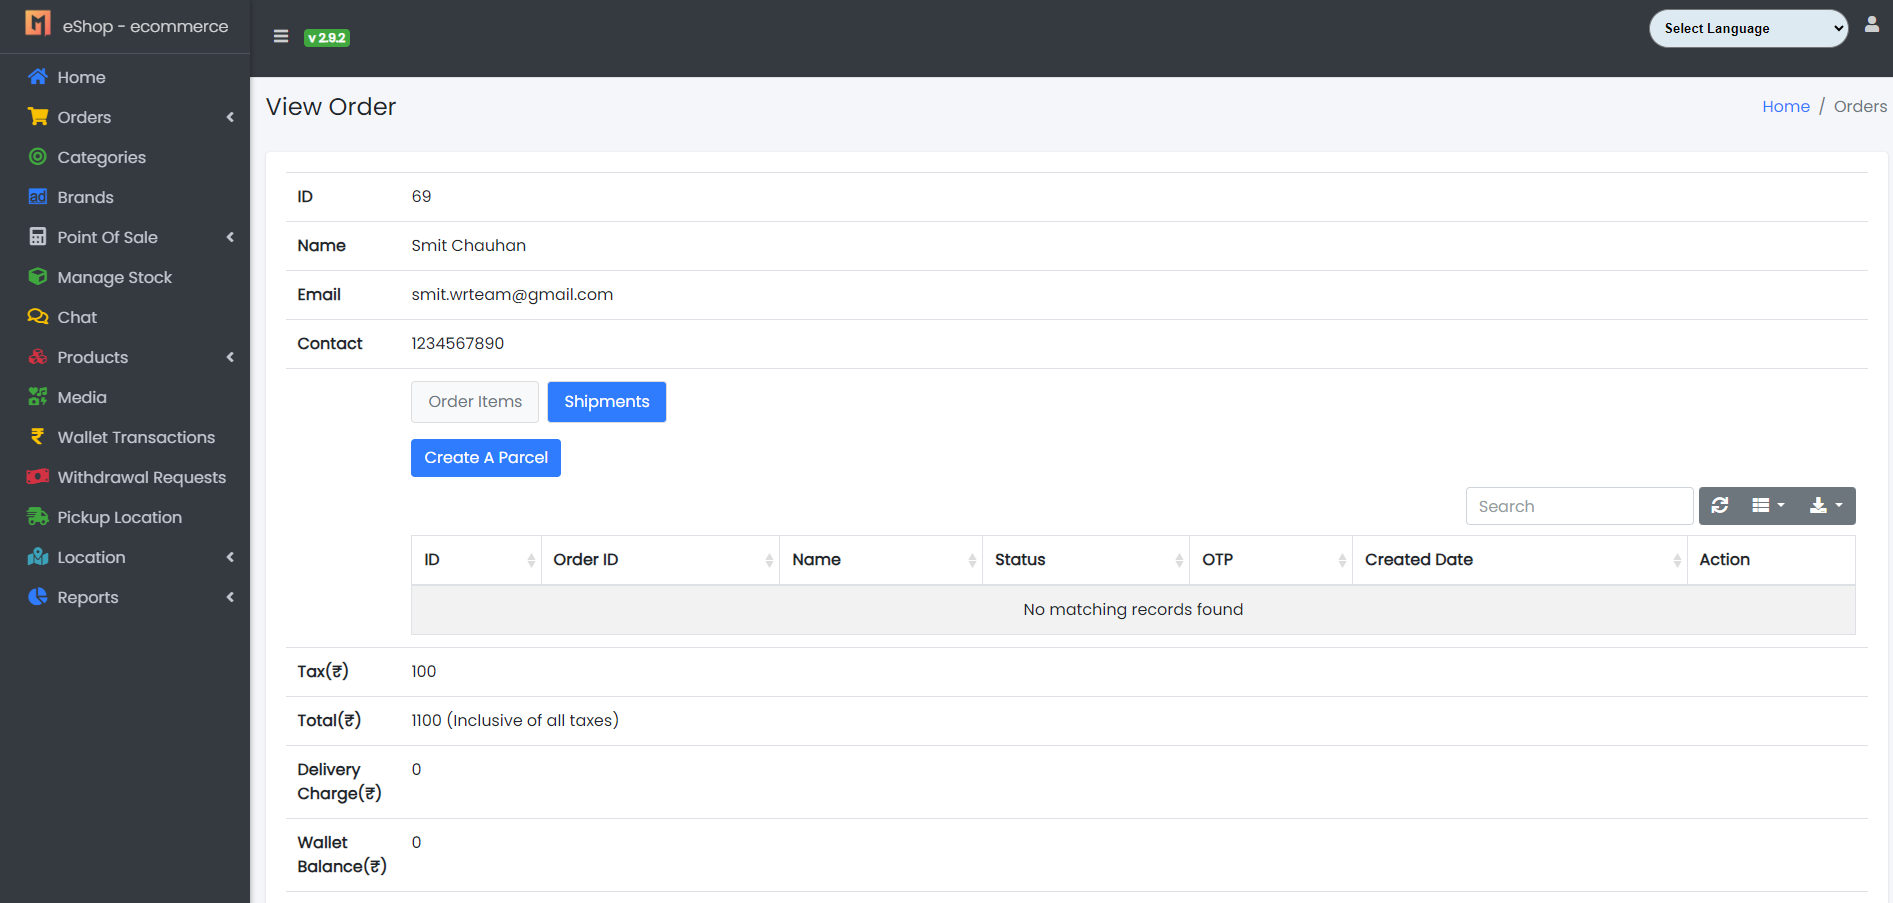 eShop - ecommerce
v 2.9.2
Select Language
Home
Orders
Categories
ad Brands
Point Of Sale
Manage Stock
Chat
Products
Media
₹ Wallet Transactions
Withdrawal Requests
Pickup Location
Location
Reports
View Order
Home / Orders
ID 69
Name Smit Chauhan
Email smit.wrteam@gmail.com
Contact 1234567890
Order Items Shipments
Create A Parcel
Search
ID Order ID Name Status OTP Created Date Action
No matching records found
Tax(₹) 100
Total(₹) 1100 (Inclusive of all taxes)
Delivery 0
Charge(₹)
Wallet 0
Balance(₹)